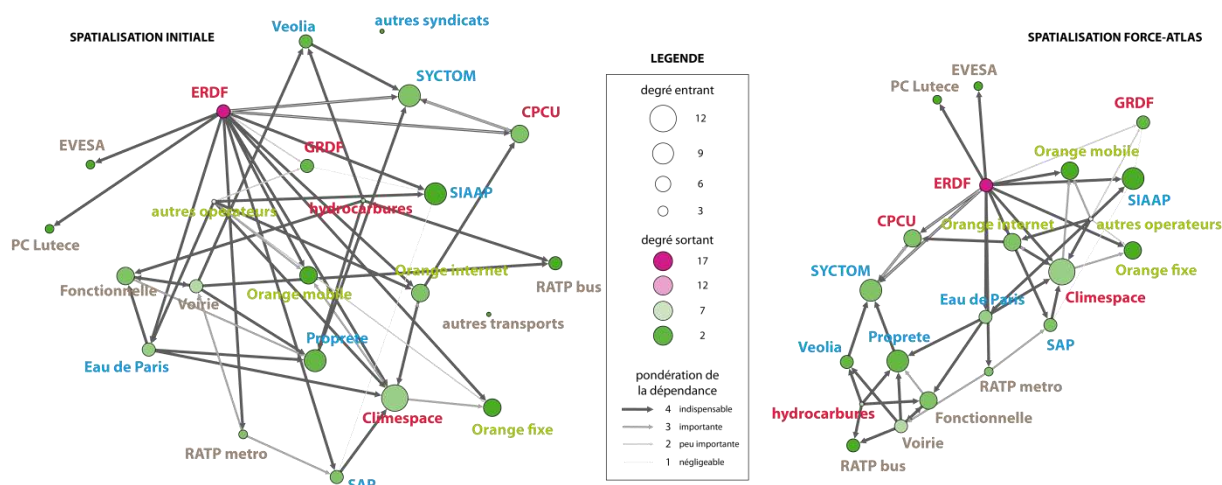 SPATIALISATION INITIALE
Veolia
autres syndicats
SYCTOM
ERDF
CPCU
EVESA
GRDF
SIAAP
autres operateurs
hydrocarbures
PC Lutece
Fonctionnelle
Voirie
Orange mobile
Orange internet
RATP bus
autres transports
Eau de Paris
Proprete
Climespace
Orange fixe
RATP metro
SAP
LEGENDE
degré entrant
12
9
6
3
degré sortant
17
12
7
2
pondération de
la dépendance
4 indispensable
3 importante
2 peu importante
1 négligeable
SPATIALISATION FORCE-ATLAS
EVESA
PC Lutece
GRDF
Orange mobile
ERDF
SIAAP
CPCU
Orange internet
autres operateurs
Orange fixe
SYCTOM
Climespace
Eau de Paris
Veolia
Proprete
SAP
RATP metro
hydrocarbures
Fonctionnelle
Voirie
RATP bus